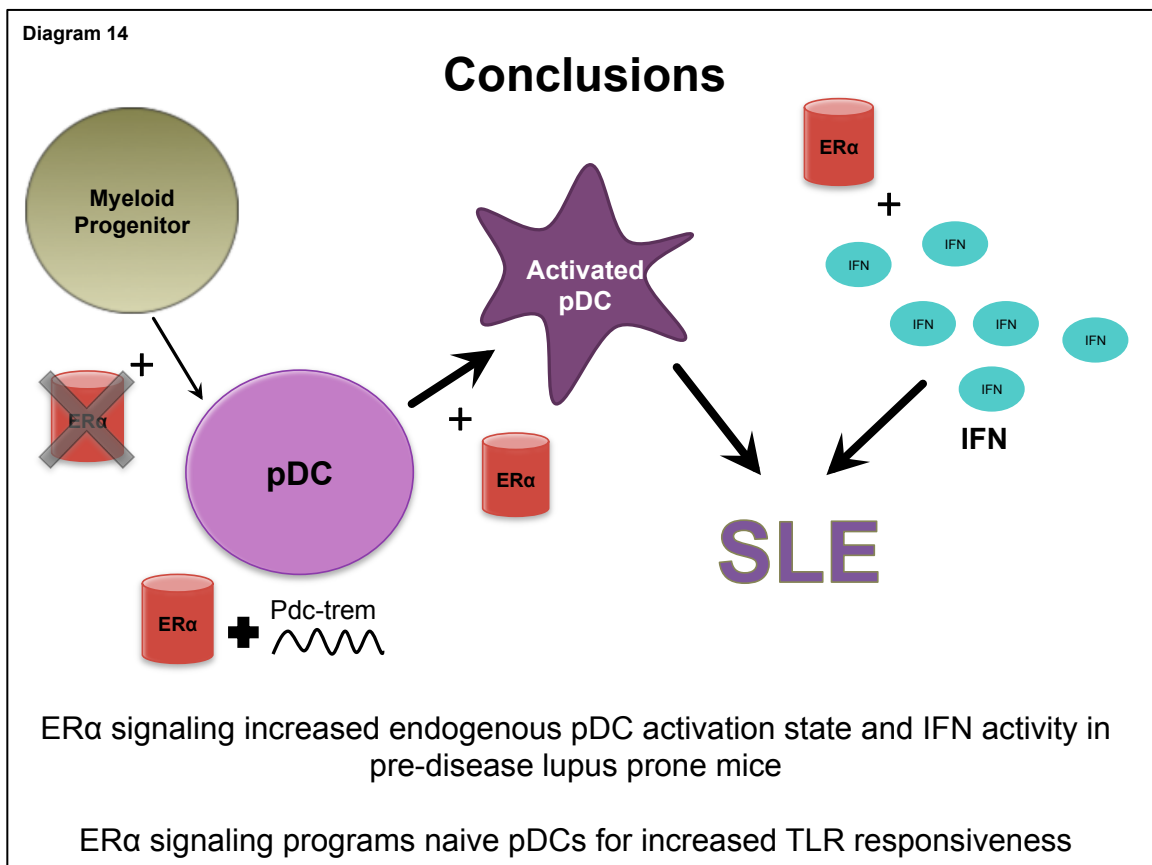 Diagram 14
Conclusions
Myeloid
Progenitor
ERα
+
IFN
IFN
IFN
IFN
IFN
IFN
IFN
Activated
pDC
+
ERα
pDC
+
ERα
SLE
ERα
+
Pdc-trem
ERα signaling increased endogenous pDC activation state and IFN activity in
pre-disease lupus prone mice
ERα signaling programs naive pDCs for increased TLR responsiveness